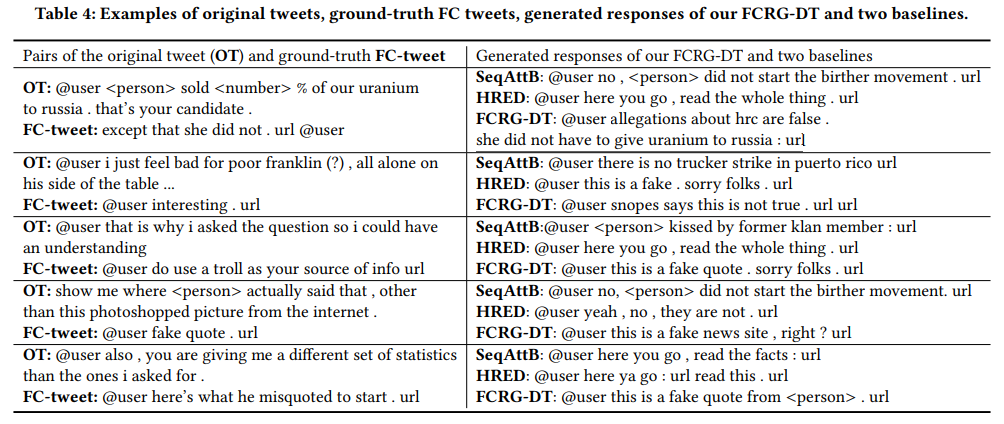 Table 4: Examples of original tweets, ground-truth FC tweets, generated responses of our FCRG-DT and two baselines.
Pairs of the original tweet (OT) and ground-truth FC-tweet
Generated responses of our FCRG-DT and two baselines
OT: @user <person> sold <number> % of our uranium
to russia . that's your candidate .
FC-tweet: except that she did not . url @user
SeqAttB: @user no , <person> did not start the birther movement . url
HRED: @user here you go , read the whole thing . url
FCRG-DT: @user allegations about hrc are false .
she did not have to give uranium to russia : url
OT: @user i just feel bad for poor franklin (?) , all alone on
his side of the table ...
FC-tweet: @user interesting . url
SeqAttB: @user there is no trucker strike in puerto rico url
HRED: @user this is a fake . sorry folks . url
FCRG-DT: @user snopes says this is not true . url url
OT: @user that is why i asked the question so i could have
an understanding
FC-tweet: @user do use a troll as your source of info url
SeqAttB:@user <person> kissed by former klan member : url
HRED: @user here you go , read the whole thing . url
FCRG-DT: @user this is a fake quote . sorry folks . url
OT: show me where <person> actually said that , other
than this photoshopped picture from the internet .
FC-tweet: @user fake quote . url
SeqAttB: @user no, <person> did not start the birther movement. url
HRED: @user yeah , no , they are not . url
FCRG-DT: @user this is a fake news site , right ? url
OT: @user also , you are giving me a different set of statistics
than the ones i asked for .
FC-tweet: @user here's what he misquoted to start . url
SeqAttB: @user here you go , read the facts : url
HRED: @user here ya go : url read this . url
FCRG-DT: @user this is a fake quote from <person> . url